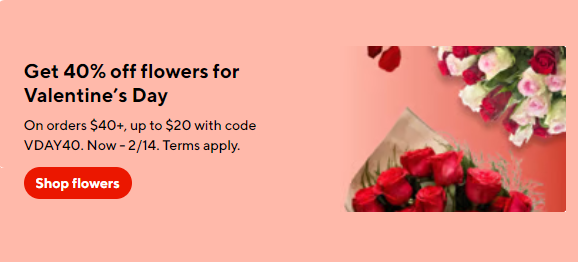 Get 40% off flowers for
Valentine’s Day
On orders $40+, up to $20 with code
VDAY40. Now - 2/14. Terms apply.
Shop flowers